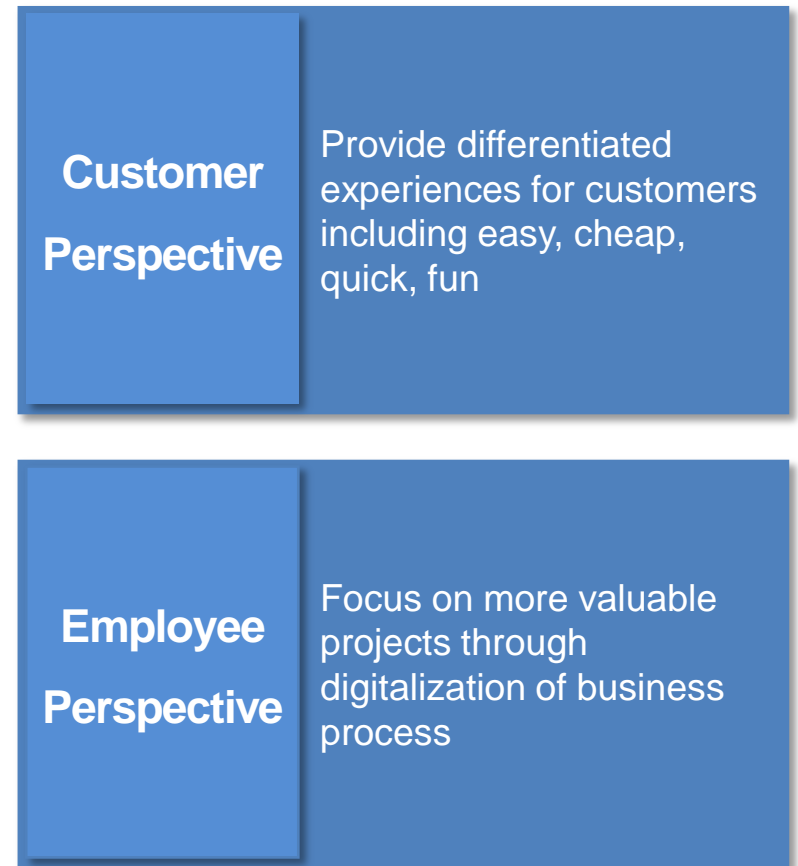 Customer
Perspective
Provide differentiated
experiences for customers
including easy, cheap,
quick, fun
Employee
Perspective
Focus on more valuable
projects through
digitalization of business
process